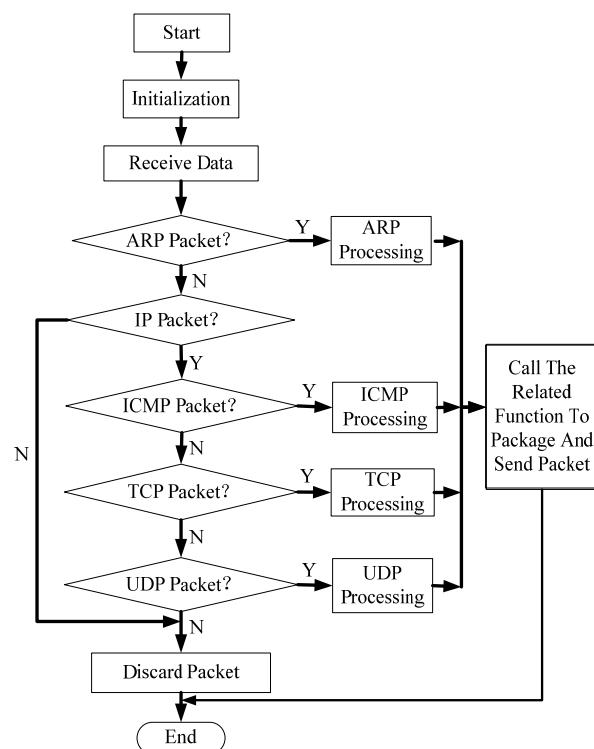 Start
Initialization
Receive Data
ARP Packet?
Y
ARP
Processing
N
IP Packet?
Y
N
ICMP Packet?
Y
ICMP
Processing
Call The
Related
Function To
Package And
Send Packet
N
TCP Packet?
Y
TCP
Processing
N
UDP Packet?
Y
UDP
Processing
N
Discard Packet
End